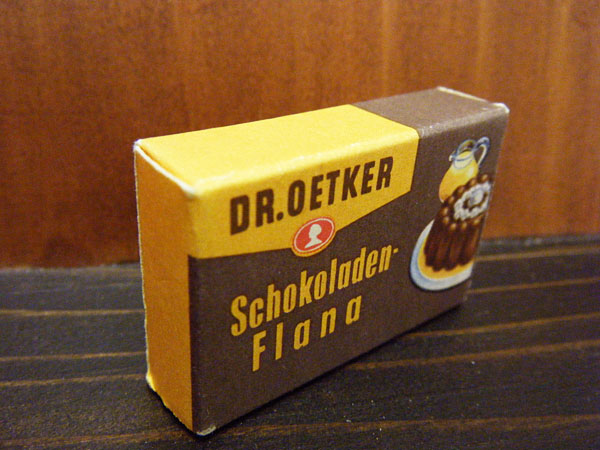 DR.OETKER
Schokoladen-
Flana